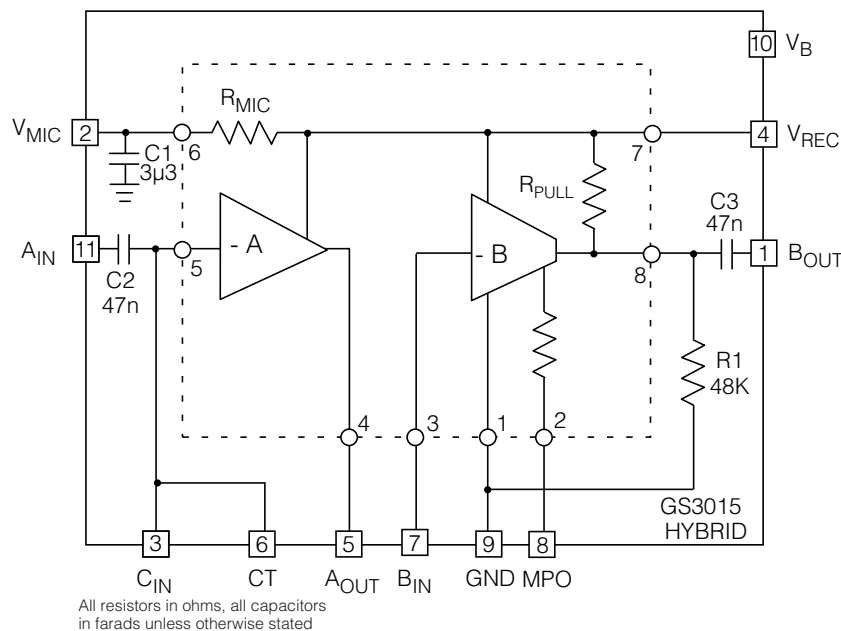 10 V_B
R_MIC
V_MIC 2
6
7
4 V_REC
C1
3µ3
R_PULL
C3
47n
A_IN 11
- A
- B
5
8
1 B_OUT
C2
47n
R1
48K
4
3
1
2
GS3015
HYBRID
3
6
5
7
9
8
C_IN
CT
A_OUT
B_IN
GND
MPO
All resistors in ohms, all capacitors
in farads unless otherwise stated